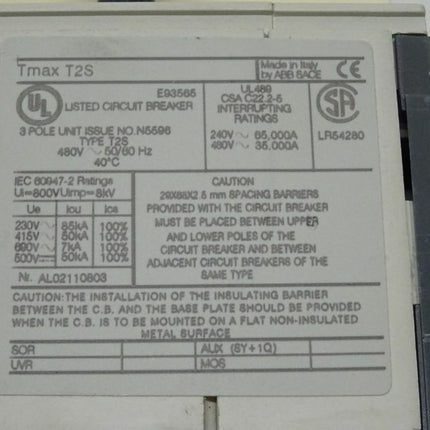 Tmax T2S
Made in Italy
by ABB SACE
CE
UL
E93565
LISTED CIRCUIT BREAKER
3 POLE UNIT ISSUE NO.N5596
TYPE T2S
480V ~ 50/60 Hz
40°C
UL489
CSA C22.2-5
INTERRUPTING
RATINGS
240V ~ 65,000A
480V ~ 35,000A
SA
LR54280
IEC 60947-2 Ratings
Ui=800V Uimp=8kV
Ue Icu Ics
230V ~ 85kA 100%
415V ~ 50kA 100%
690V ~ 7kA 100%
500V 50kA 100%
Nr. AL02110803
CAUTION
29X68X2.5 mm SPACING BARRIERS
PROVIDED WITH THE CIRCUIT BREAKER
MUST BE PLACED BETWEEN UPPER
AND LOWER POLES OF THE
CIRCUIT BREAKER AND BETWEEN
ADJACENT CIRCUIT BREAKERS OF THE
SAME TYPE
CAUTION:THE INSTALLATION OF THE INSULATING BARRIER
BETWEEN THE C.B. AND THE BASE PLATE SHOULD BE PROVIDED
WHEN THE C.B. IS TO BE MOUNTED ON A FLAT NON-INSULATED
METAL SURFACE
SOR AUX (SY+1Q)
UVR MOS